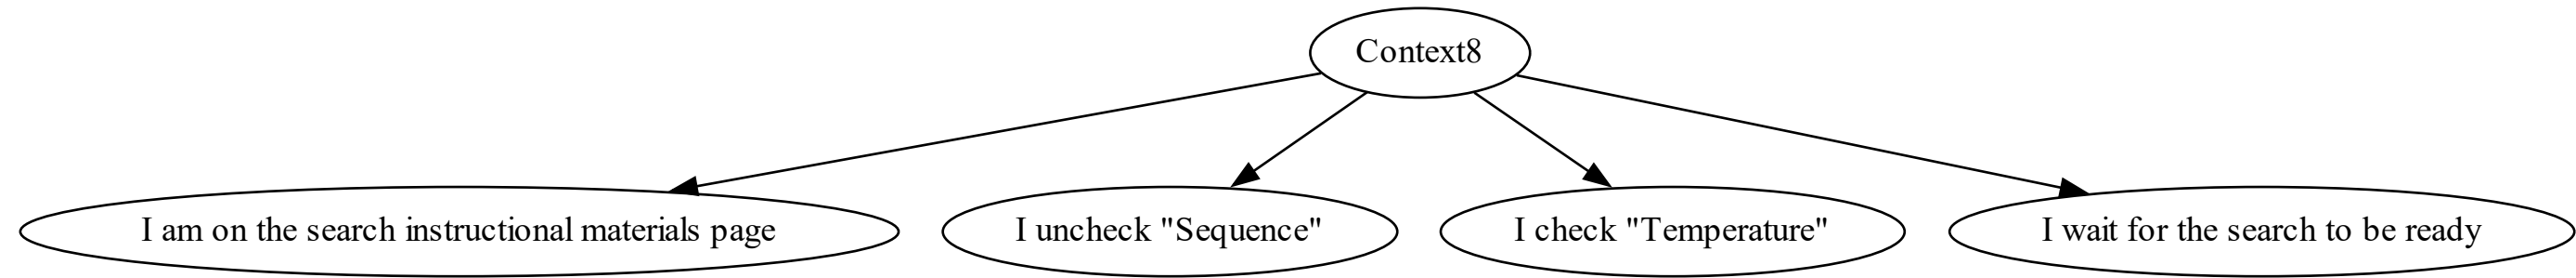 Context8
I am on the search instructional materials page
I uncheck "Sequence"
I check "Temperature"
I wait for the search to be ready